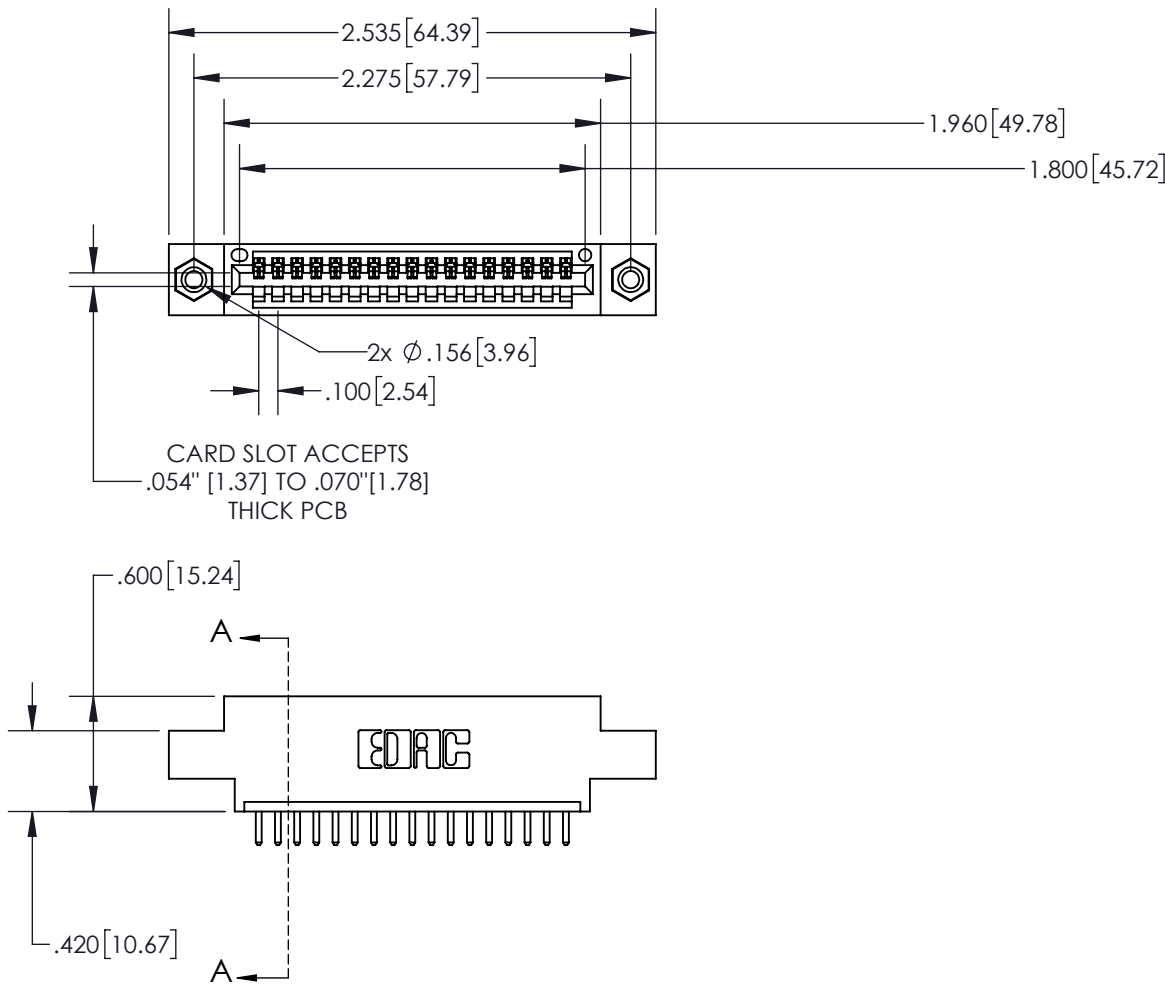 2.535[64.39]
2.275[57.79]
1.960[49.78]
1.800[45.72]
2x ∅.156[3.96]
.100[2.54]
CARD SLOT ACCEPTS
.054" [1.37] TO .070"[1.78]
THICK PCB
.600[15.24]
A
EDAC
.420[10.67]
A